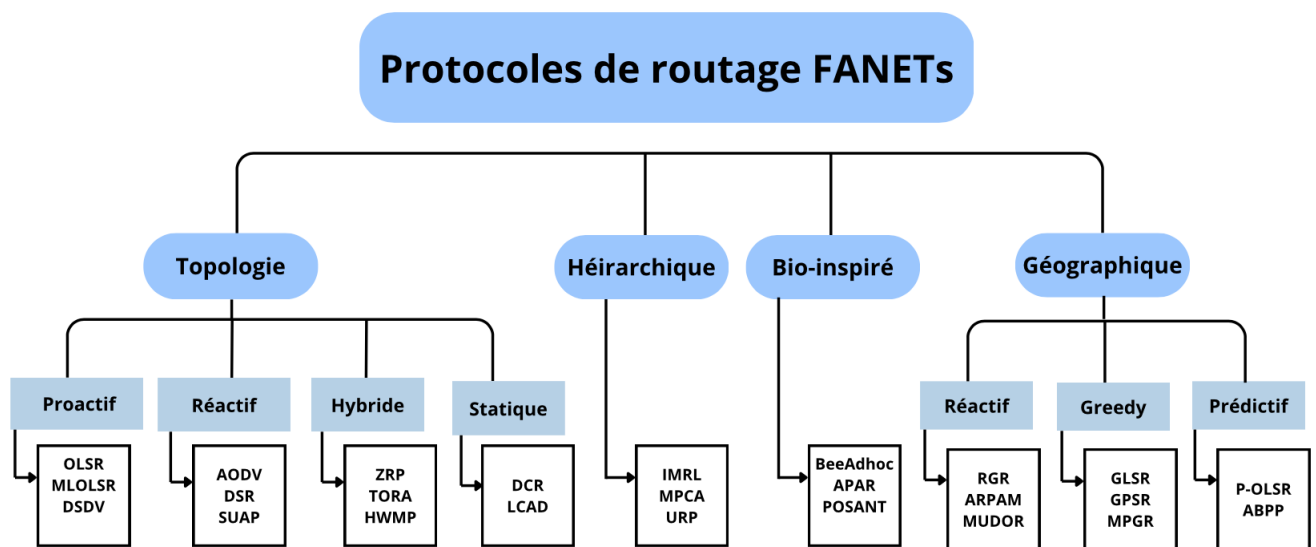 Protocoles de routage FANETs
Topologie
Héirarchique
Bio-inspiré
Géographique
Proactif
Réactif
Hybride
Statique
Réactif
Greedy
Prédictif
OLSR
MLOLSR
DSDV
AODV
DSR
SUAP
ZRP
TORA
HWMP
DCR
LCAD
IMRL
MPCA
URP
BeeAdhoc
APAR
POSANT
RGR
ARPAM
MUDOR
GLSR
GPSR
MPGR
P-OLSR
ABPP